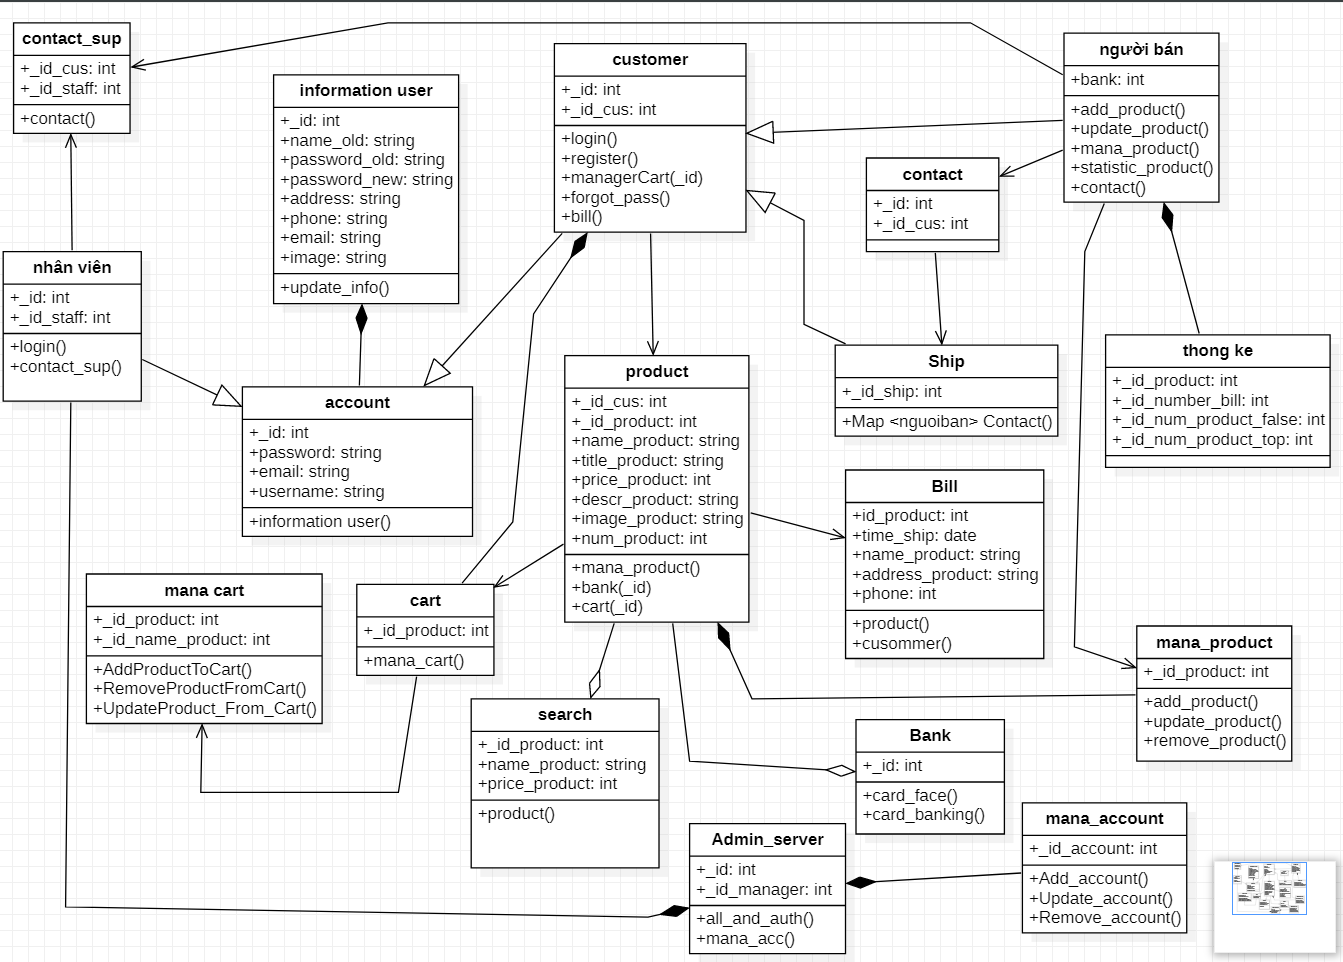 contact_sup
+_id_cus: int
+_id_staff: int
+contact()
information user
+_id: int
+name_old: string
+password_old: string
+password_new: string
+address: string
+phone: string
+email: string
+image: string
+update_info()
customer
+_id: int
+_id_cus: int
+login()
+register()
+managerCart(_id)
+forgot_pass()
+bill()
người bán
+bank: int
+add_product()
+update_product()
+mana_product()
+statistic_product()
+contact()
contact
+_id: int
+_id_cus: int
nhân viên
+_id: int
+_id_staff: int
+login()
+contact_sup()
account
+_id: int
+password: string
+email: string
+username: string
+information user()
product
+_id_cus: int
+_id_product: int
+name_product: string
+title_product: string
+price_product: int
+descr_product: string
+image_product: string
+num_product: int
+mana_product()
+bank(_id)
+cart(_id)
Ship
+_id_ship: int
+Map <nguoiban> Contact()
thong ke
+_id_product: int
+_id_number_bill: int
+_id_num_product_false: int
+_id_num_product_top: int
Bill
+id_product: int
+time_ship: date
+name_product: string
+address_product: string
+phone: int
+product()
+cusommer()
mana cart
+_id_product: int
+_id_name_product: int
+AddProductToCart()
+RemoveProductFromCart()
+UpdateProduct_From_Cart()
cart
+_id_product: int
+mana_cart()
mana_product
+_id_product: int
+add_product()
+update_product()
+remove_product()
search
+_id_product: int
+name_product: string
+price_product: int
+product()
Bank
+_id: int
+card_face()
+card_banking()
Admin_server
+_id: int
+_id_manager: int
+all_and_auth()
+mana_acc()
mana_account
+_id_account: int
+Add_account()
+Update_account()
+Remove_account()